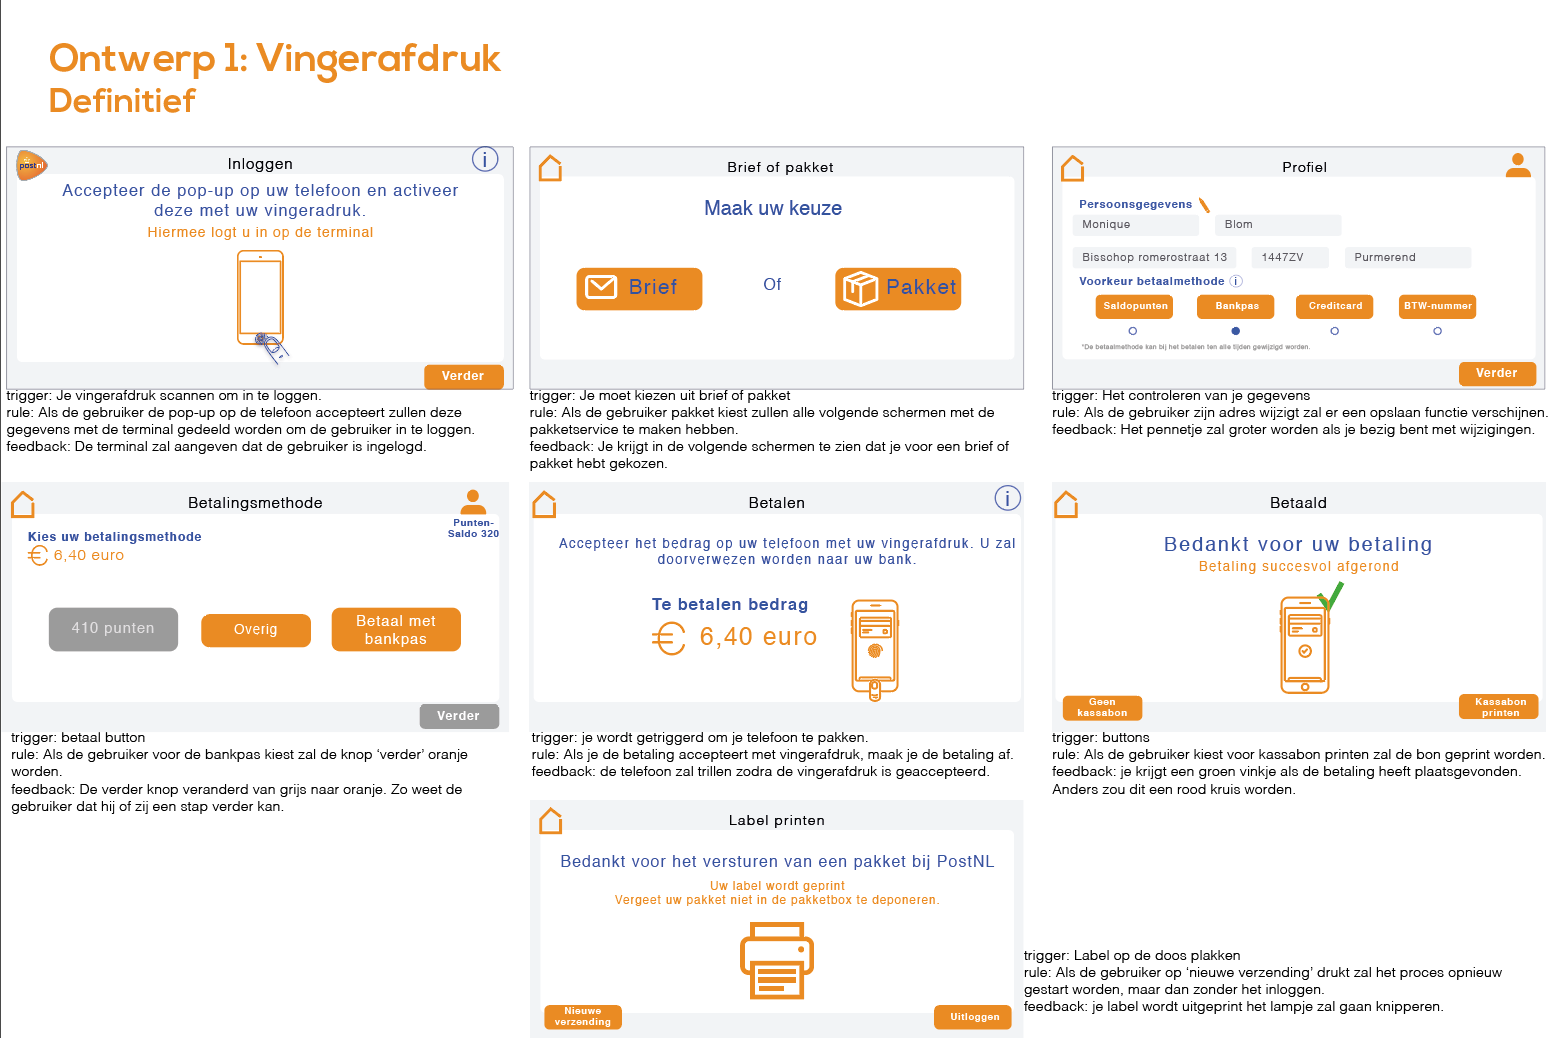 Ontwerp 1: Vingerafdruk
Definitief
postnl
Inloggen
i
Accepteer de pop-up op uw telefoon en activeer
deze met uw vingeradruk.
Hiermee logt u in op de terminal
Verder
trigger: Je vingerafdruk scannen om in te loggen.
rule: Als de gebruiker de pop-up op de telefoon accepteert zullen deze
gegevens met de terminal gedeeld worden om de gebruiker in te loggen.
feedback: De terminal zal aangeven dat de gebruiker is ingelogd.
Brief of pakket
Maak uw keuze
Brief
Of
Pakket
trigger: Je moet kiezen uit brief of pakket
rule: Als de gebruiker pakket kiest zullen alle volgende schermen met de
pakketservice te maken hebben.
feedback: Je krijgt in de volgende schermen te zien dat je voor een brief of
pakket hebt gekozen.
Profiel
Persoonsgegevens
Monique Blom
Bisschop romerostraat 13 1447ZV Purmerend
Voorkeur betaalmethode i
Saldopunten Bankpas Creditcard BTW-nummer
*De betaalmethode kan bij het betalen ten alle tijden gewijzigd worden.
Verder
trigger: Het controleren van je gegevens
rule: Als de gebruiker zijn adres wijzigt zal er een opslaan functie verschijnen.
feedback: Het pennetje zal groter worden als je bezig bent met wijzigingen.
Betalingsmethode
Punten-
Saldo 320
Kies uw betalingsmethode
€ 6,40 euro
410 punten
Overig
Betaal met
bankpas
Verder
trigger: betaal button
rule: Als de gebruiker voor de bankpas kiest zal de knop ‘verder’ oranje
worden.
feedback: De verder knop veranderd van grijs naar oranje. Zo weet de
gebruiker dat hij of zij een stap verder kan.
Betalen
i
Accepteer het bedrag op uw telefoon met uw vingerafdruk. U zal
doorverwezen worden naar uw bank.
Te betalen bedrag
€ 6,40 euro
trigger: je wordt getriggerd om je telefoon te pakken.
rule: Als je de betaling accepteert met vingerafdruk, maak je de betaling af.
feedback: de telefoon zal trillen zodra de vingerafdruk is geaccepteerd.
Betaald
Bedankt voor uw betaling
Betaling succesvol afgerond
Geen
kassabon
Kassabon
printen
trigger: buttons
rule: Als de gebruiker kiest voor kassabon printen zal de bon geprint worden.
feedback: je krijgt een groen vinkje als de betaling heeft plaatsgevonden.
Anders zou dit een rood kruis worden.
Label printen
Bedankt voor het versturen van een pakket bij PostNL
Uw label wordt geprint
Vergeet uw pakket niet in de pakketbox te deponeren.
Nieuwe
verzending
Uitloggen
trigger: Label op de doos plakken
rule: Als de gebruiker op ‘nieuwe verzending’ drukt zal het proces opnieuw
gestart worden, maar dan zonder het inloggen.
feedback: je label wordt uitgeprint het lampje zal gaan knipperen.